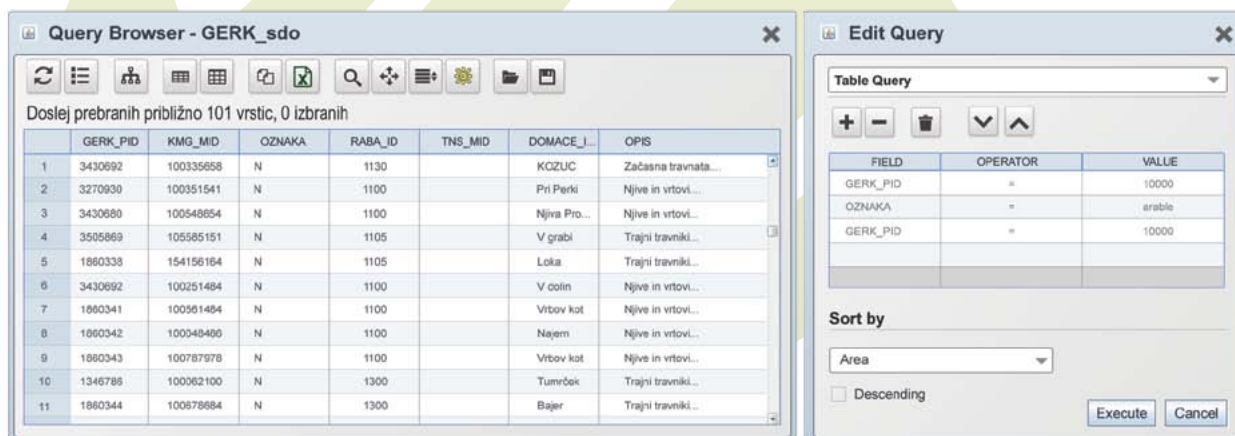 Query Browser - GERK_sdo
Doslej prebranih približno 101 vrstic, 0 izbranih
GERK_PID KMG_MID OZNAKA RABA_ID TNS_MID DOMACE_I... OPIS
1 3430692 100335658 N 1130 KOZUC Začasna travnata....
2 3270930 100351541 N 1100 Pri Perki Njive in vrtovi....
3 3430680 100548654 N 1100 Njiva Pro... Njive in vrtovi...
4 3505869 105585151 N 1105 V grabi Trajni travniki...
5 1860338 154156164 N 1105 Loka Trajni travniki...
6 3430692 100251484 N 1100 V dolin Njive in vrtovi...
7 1860341 100561484 N 1100 Vrbov kot Njive in vrtovi...
8 1860342 100048486 N 1100 Najem Njive in vrtovi...
9 1860343 100787978 N 1100 Vrbov kot Njive in vrtovi...
10 1346786 100062100 N 1300 Tumrček Trajni travniki...
11 1860344 100678684 N 1300 Bajer Trajni travniki...
Edit Query
Table Query
FIELD OPERATOR VALUE
GERK_PID = 10000
OZNAKA = arable
GERK_PID = 10000
Sort by
Area
Descending
Execute Cancel